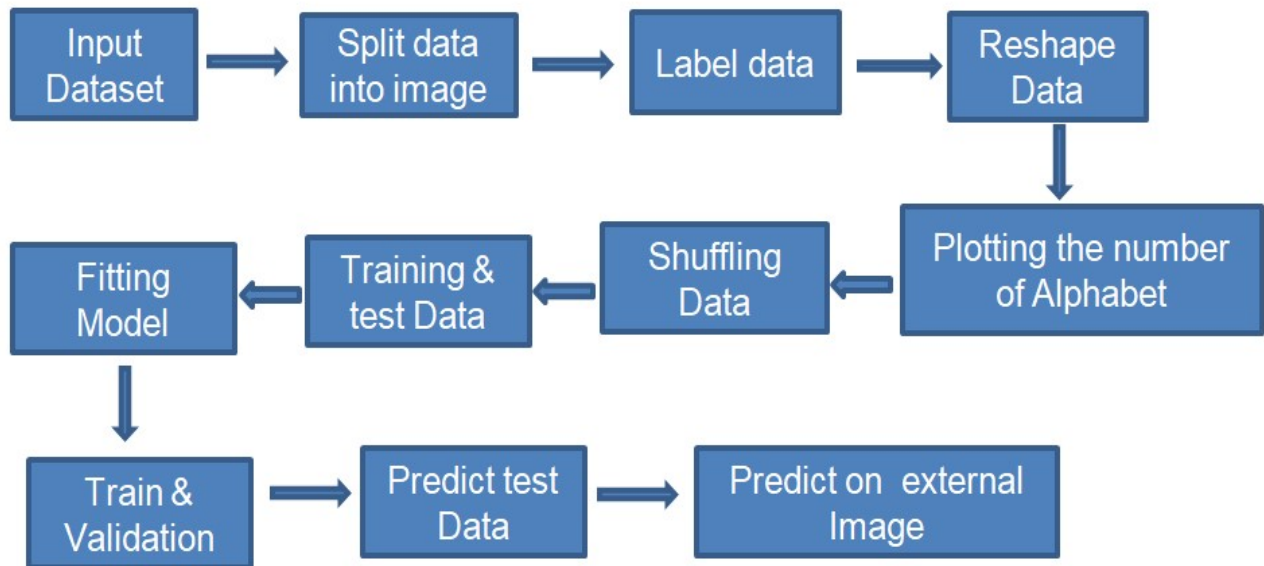 Input
Dataset
Split data
into image
Label data
Reshape
Data
Plotting the number
of Alphabet
Shuffling
Data
Training &
test Data
Fitting
Model
Train &
Validation
Predict test
Data
Predict on external
Image